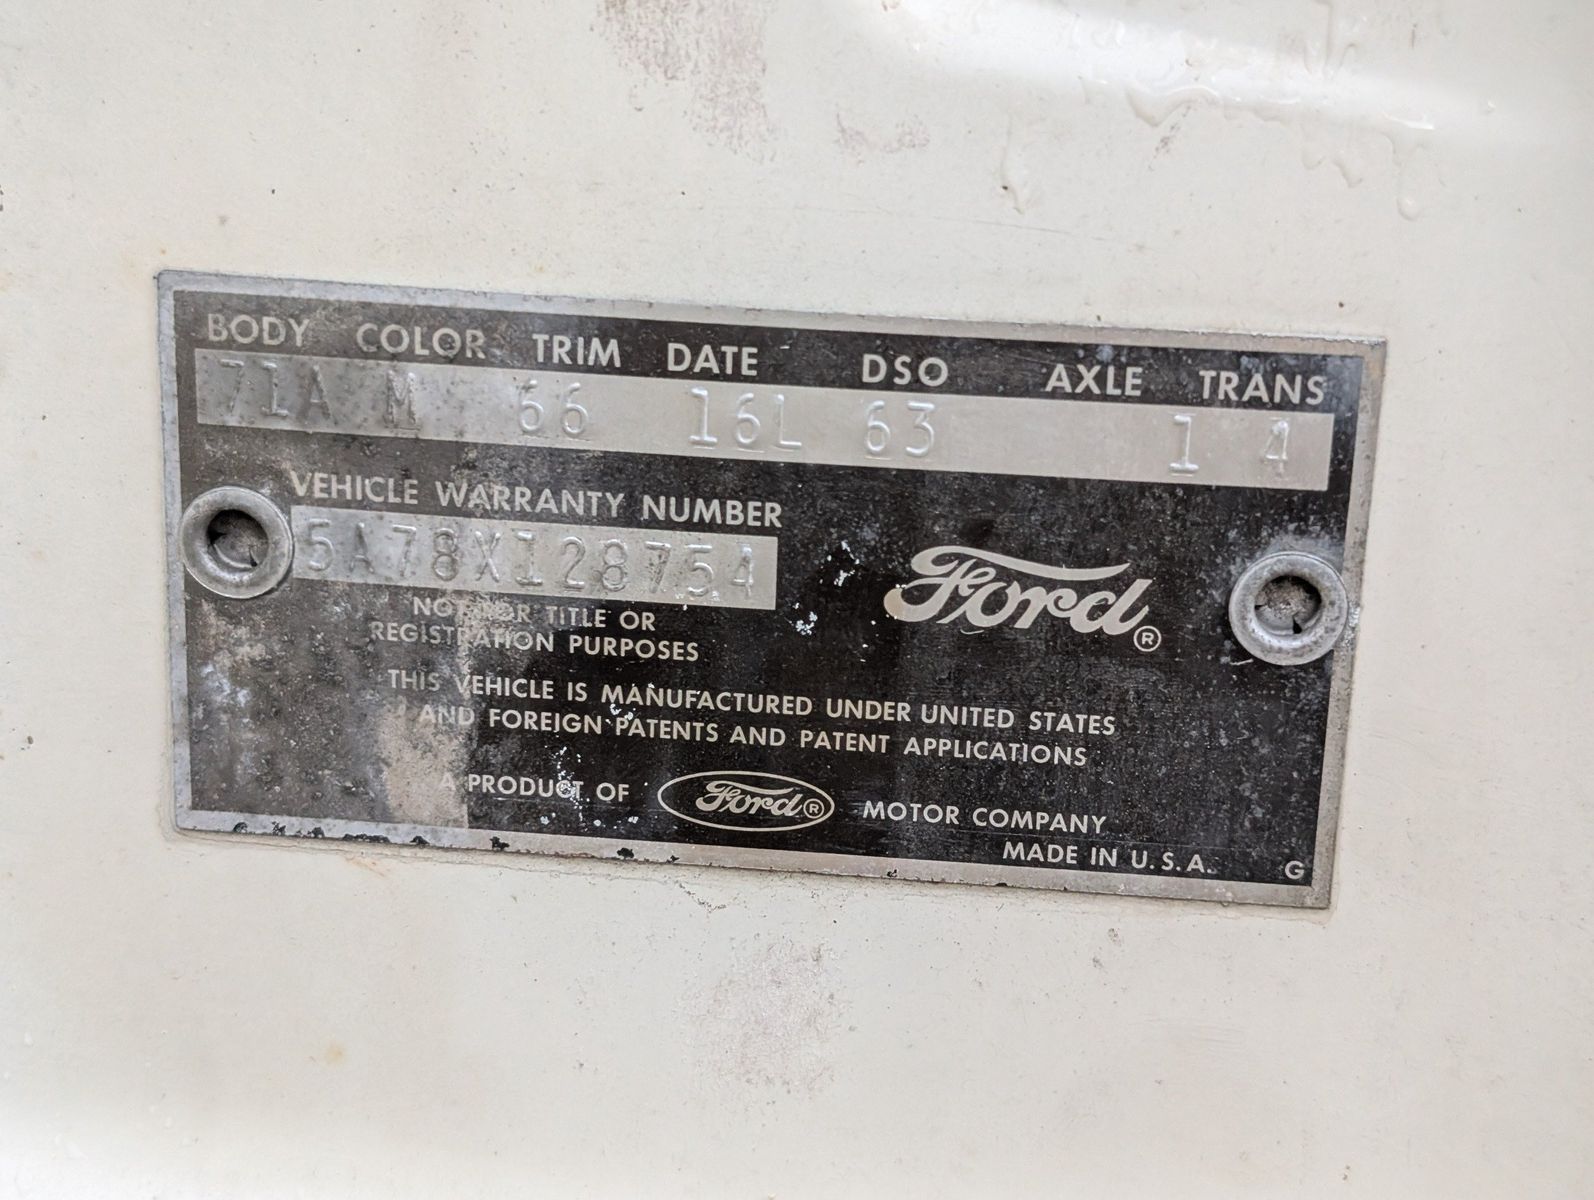 BODY COLOR TRIM DATE DSO AXLE TRANS
71A M 66 16L 63 1 4
VEHICLE WARRANTY NUMBER
5A78X128754
NOT FOR TITLE OR
REGISTRATION PURPOSES
Ford®
THIS VEHICLE IS MANUFACTURED UNDER UNITED STATES
AND FOREIGN PATENTS AND PATENT APPLICATIONS
A PRODUCT OF Ford® MOTOR COMPANY
MADE IN U.S.A.
G